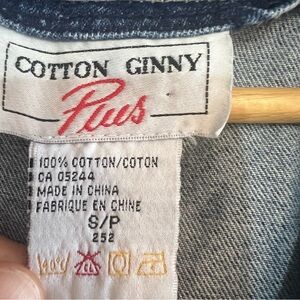 COTTON GINNY
Plus
100% COTTON/COTON
CA 05244
MADE IN CHINA
FABRIQUE EN CHINE
S/P
252